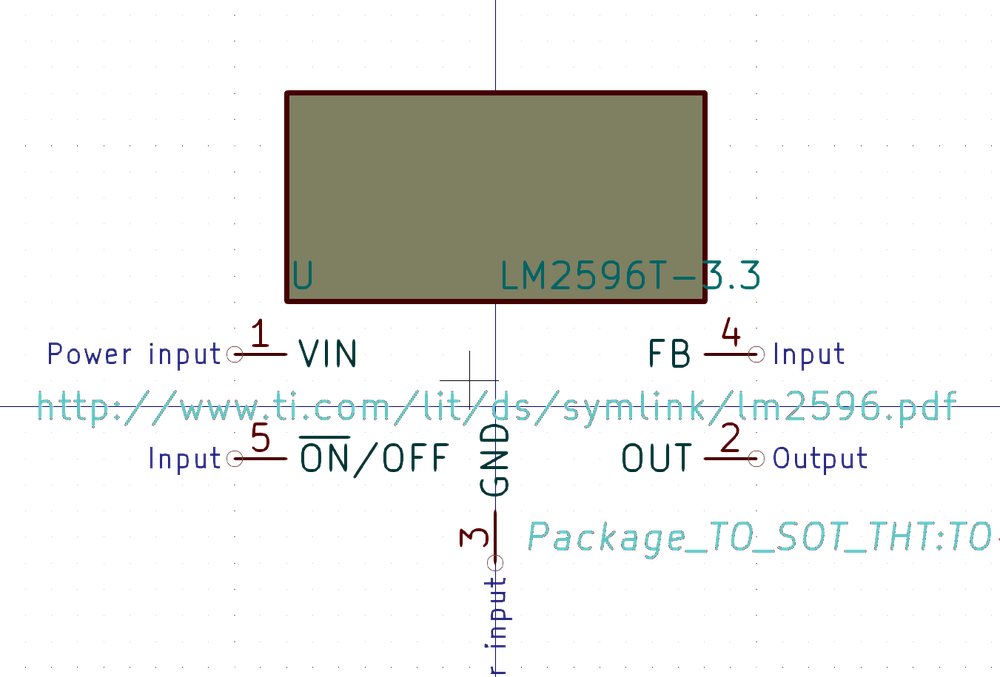 U LM2596T-3.3
1 4
Power input VIN FB Input
http://www.ti.com/lit/ds/symlink/lm2596.pdf
5 2
Input ON/OFF GND OUT Output
3 Package_TO_SOT_THT:TO-
r input